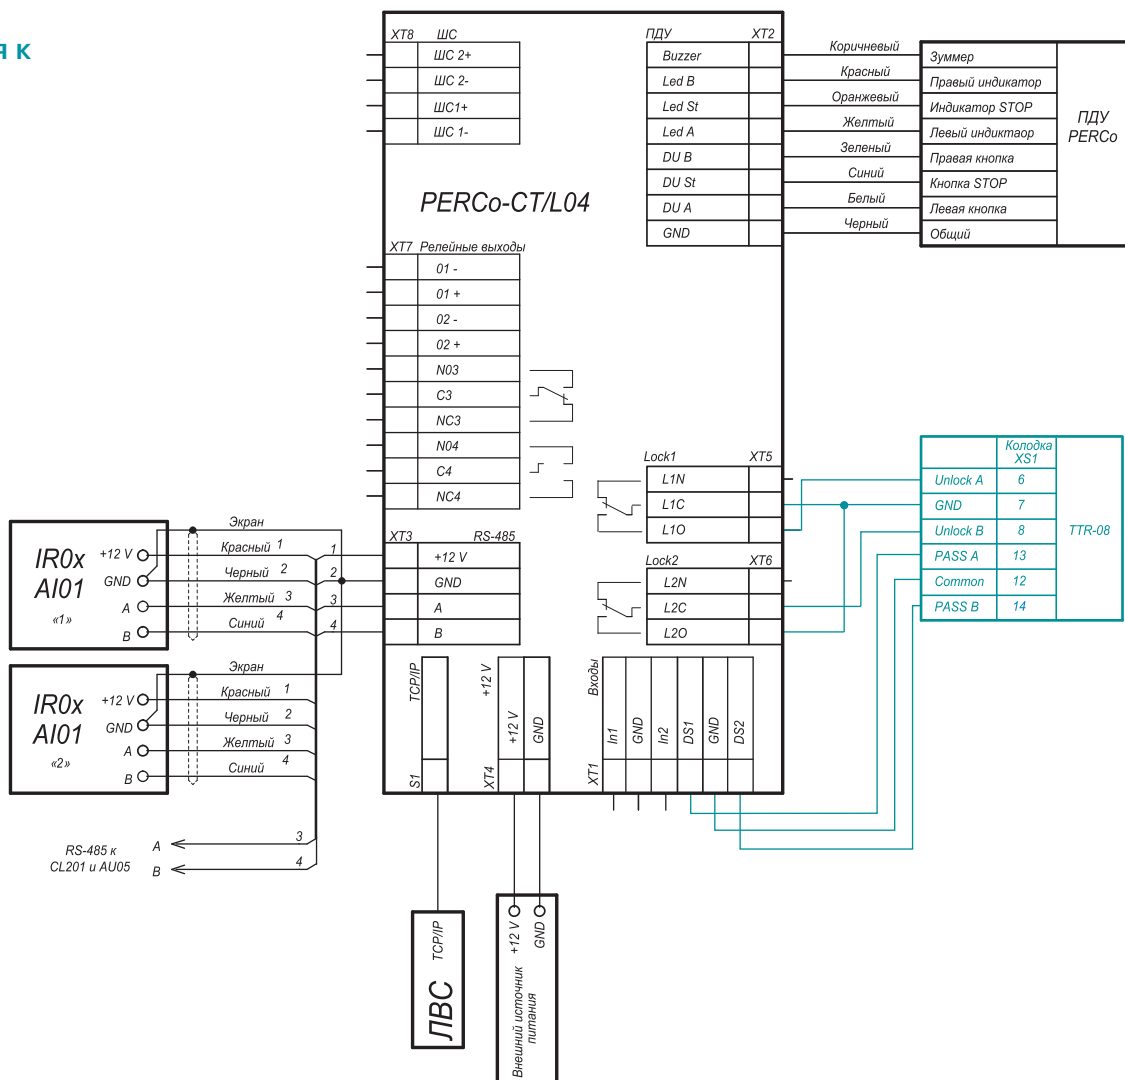 я к
XT8 ШС
ШС 2+
ШС 2-
ШС1+
ШС 1-
ПДУ XT2
Buzzer
Led B
Led St
Led A
DU B
DU St
DU A
GND
Коричневый
Красный
Оранжевый
Желтый
Зеленый
Синий
Белый
Черный
Зуммер
Правый индикатор
Индикатор STOP
Левый индиктаор
Правая кнопка
Кнопка STOP
Левая кнопка
Общий
ПДУ
PERCo
PERCo-CT/L04
XT7 Релейные выходы
01 -
01 +
02 -
02 +
N03
C3
NC3
N04
C4
NC4
Lock1 XT5
L1N
L1C
L1O
Lock2 XT6
L2N
L2C
L2O
Колодка
XS1
Unlock A 6
GND 7
Unlock B 8
PASS A 13
Common 12
PASS B 14
TTR-08
XT3 RS-485
+12 V
GND
A
B
1
2
3
4
IR0x
AI01
«1»
+12 V
GND
A
B
Экран
Красный 1
Черный 2
Желтый 3
Синий 4
IR0x
AI01
«2»
+12 V
GND
A
B
Экран
Красный 1
Черный 2
Желтый 3
Синий 4
RS-485 к
CL201 и AU05
A 3
B 4
TCP/IP
S1
+12 V
XT4
+12 V
GND
Входы
XT1
In1
GND
In2
DS1
GND
DS2
ЛВС TCP/IP
+12 V
GND
Внешний источник
питания